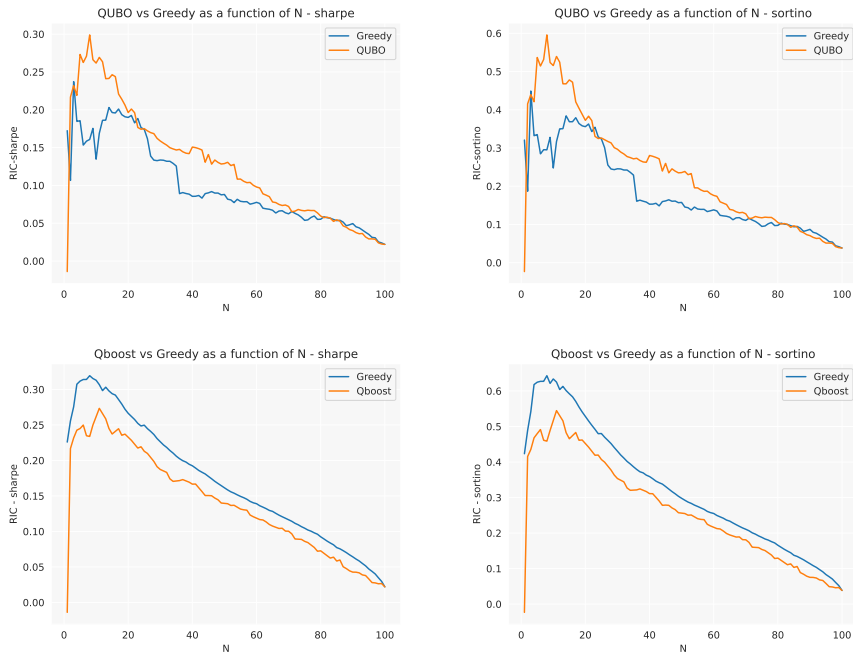 QUBO vs Greedy as a function of N - sharpe
Greedy
QUBO
RIC-sharpe
0.30
0.25
0.20
0.15
0.10
0.05
0.00
0 20 40 60 80 100
N
QUBO vs Greedy as a function of N - sortino
Greedy
QUBO
RIC-sortino
0.6
0.5
0.4
0.3
0.2
0.1
0.0
0 20 40 60 80 100
N
Qboost vs Greedy as a function of N - sharpe
Greedy
Qboost
RIC - sharpe
0.30
0.25
0.20
0.15
0.10
0.05
0.00
0 20 40 60 80 100
N
Qboost vs Greedy as a function of N - sortino
Greedy
Qboost
RIC - sortino
0.6
0.5
0.4
0.3
0.2
0.1
0.0
0 20 40 60 80 100
N